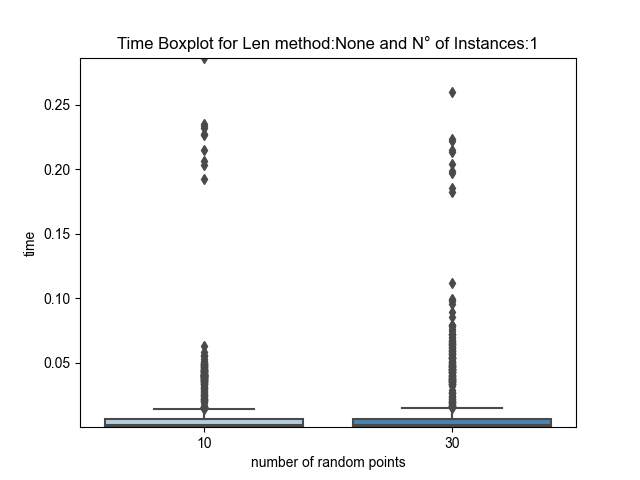 Time Boxplot for Len method:None and N° of Instances:1
0.25
0.20
0.15
0.10
0.05
time
10 30
number of random points